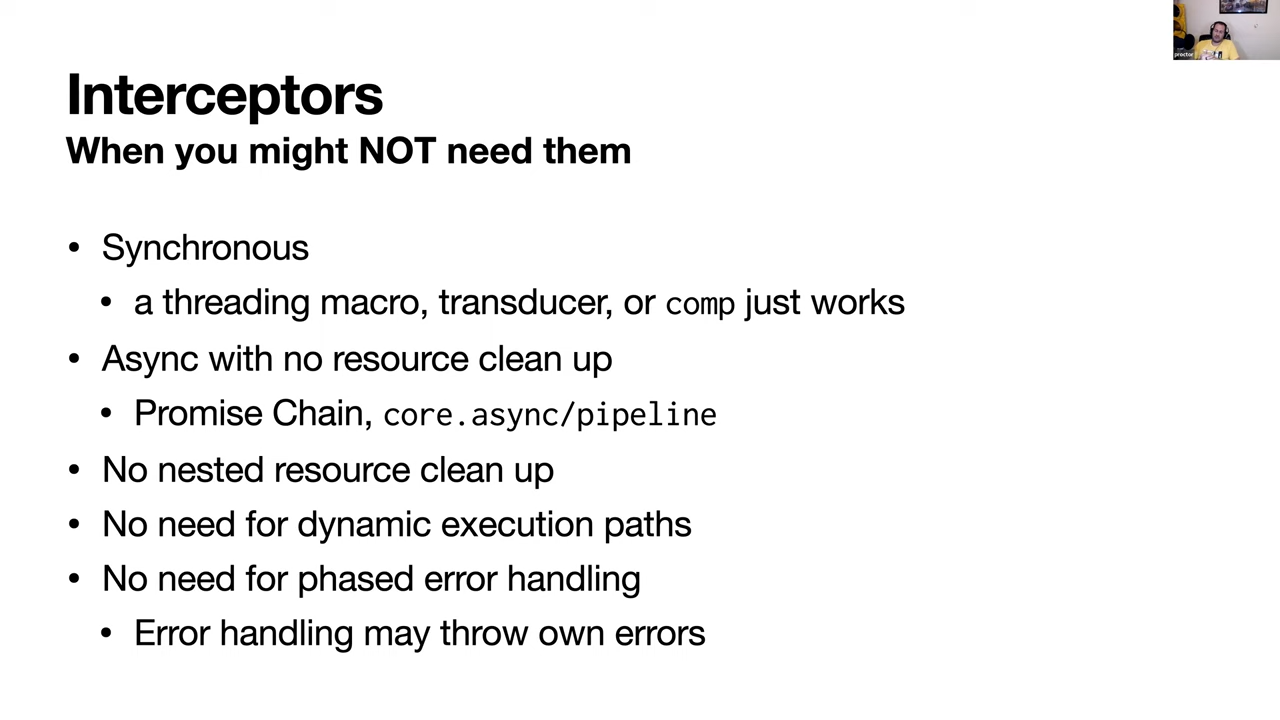 Interceptors
When you might NOT need them
• Synchronous
• a threading macro, transducer, or comp just works
• Async with no resource clean up
• Promise Chain, core.async/pipeline
• No nested resource clean up
• No need for dynamic execution paths
• No need for phased error handling
• Error handling may throw own errors
proctor